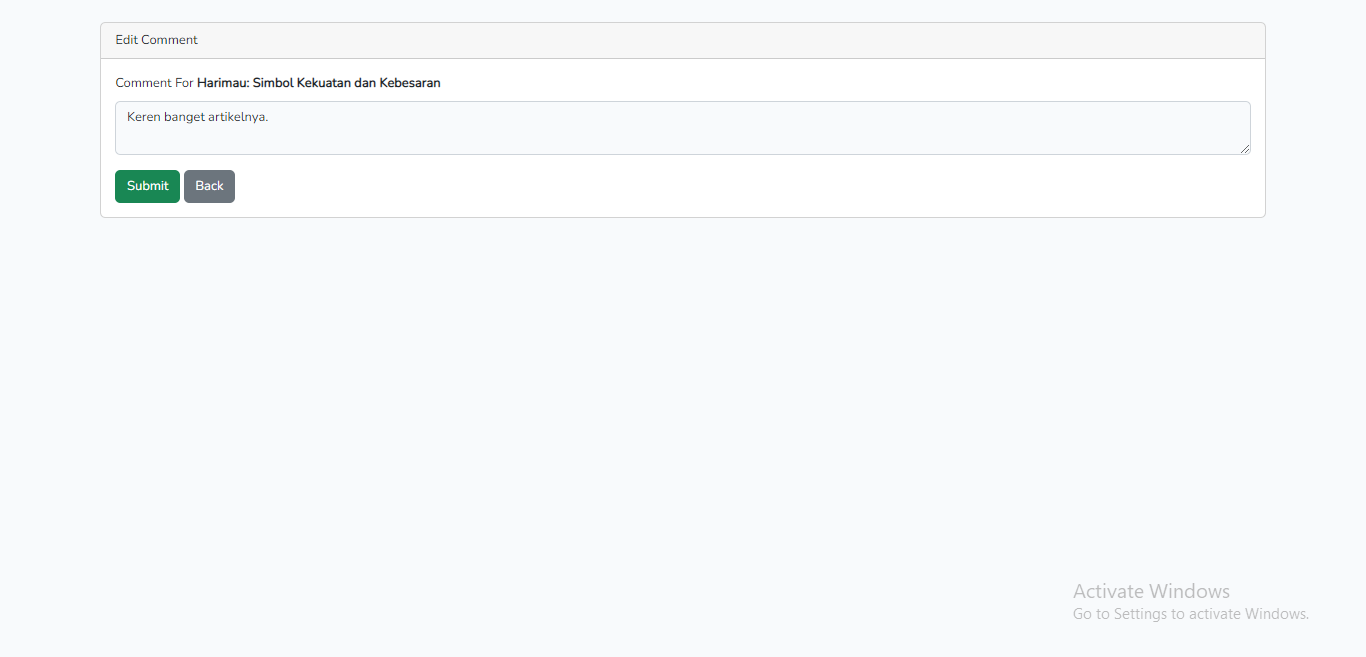 Edit Comment
Comment For Harimau: Simbol Kekuatan dan Kebesaran
Keren banget artikelnya.
Submit Back
Activate Windows
Go to Settings to activate Windows.